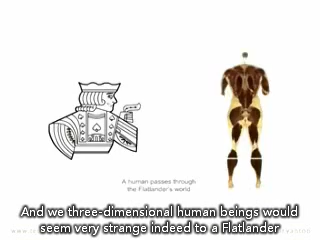 A human passes through
the Flatlander's world
And we three-dimensional human beings would
seem very strange indeed to a Flatlander